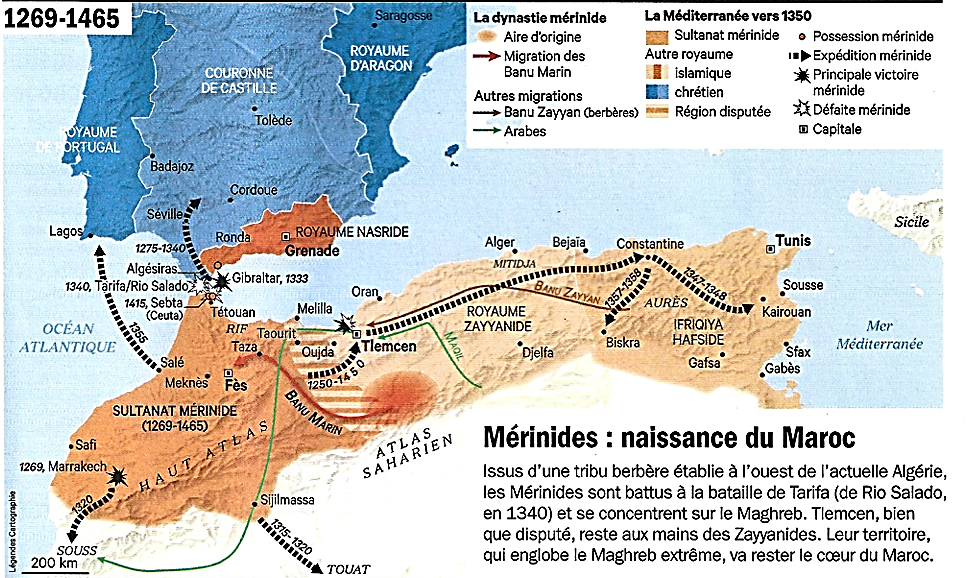 1269-1465
La dynastie mérinide
Aire d'origine
Migration des
Banu Marin
Autres migrations
Banu Zayyan (berbères)
Arabes
La Méditerranée vers 1350
Sultanat mérinide
Autre royaume
islamique
chrétien
Région disputée
Possession mérinide
Expédition mérinide
Principale victoire
mérinide
Défaite mérinide
Capitale
Saragosse
ROYAUME
D'ARAGON
COURONNE
DE CASTILLE
Tolède
ROYAUME
DE PORTUGAL
Badajoz
Cordoue
Séville
Lagos
1275-1340
Ronda
ROYAUME NASRIDE
Grenade
Algésiras
Gibraltar, 1333
1340, Tarifa/Rio Salado
1415, Sebta
(Ceuta)
Tétouan
OCÉAN
ATLANTIQUE
1355
RIF
Melilla
Oran
Alger
MITIDJA
Bejaïa
Constantine
Tunis
Sicile
BANU ZAYYAN
1357-1358
1347-1348
AURÈS
Sousse
Kairouan
Mer
Méditerranée
ROYAUME
ZAYYANIDE
IFRIQIYA
HAFSIDE
Taourit
Taza
Oujda
Tlemcen
MAQIL
Djelfa
Biskra
Gafsa
Sfax
Gabès
Salé
Meknès
Fès
1250-1450
BANU MARIN
SULTANAT MÉRINIDE
(1269-1465)
HAUT ATLAS
ATLAS
SAHARIEN
Safi
1269, Marrakech
1320
SOUSS
Sijilmassa
1315-1320
TOUAT
200 km
Légendes Cartographie
Mérinides : naissance du Maroc
Issus d'une tribu berbère établie à l'ouest de l'actuelle Algérie,
les Mérinides sont battus à la bataille de Tarifa (de Rio Salado,
en 1340) et se concentrent sur le Maghreb. Tlemcen, bien
que disputé, reste aux mains des Zayyanides. Leur territoire,
qui englobe le Maghreb extrême, va rester le cœur du Maroc.